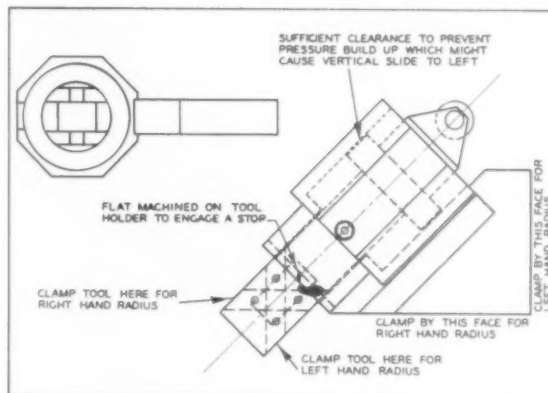 SUFFICIENT CLEARANCE TO PREVENT
PRESSURE BUILD UP WHICH MIGHT
CAUSE VERTICAL SLIDE TO LEFT
FLAT MACHINED ON TOOL
HOLDER TO ENGAGE A STOP
CLAMP TOOL HERE FOR
RIGHT HAND RADIUS
CLAMP TOOL HERE FOR
LEFT HAND RADIUS
CLAMP BY THIS FACE FOR
RIGHT HAND RADIUS
CLAMP BY THIS FACE FOR
LEFT HAND RADIUS